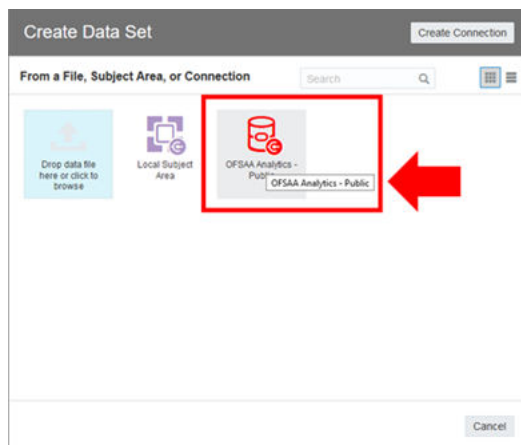 Create Data Set
Create Connection
From a File, Subject Area, or Connection
Search
Drop data file
here or click to
browse
Local Subject
Area
OFSAA Analytics -
Public
OFSAA Analytics - Public
Cancel